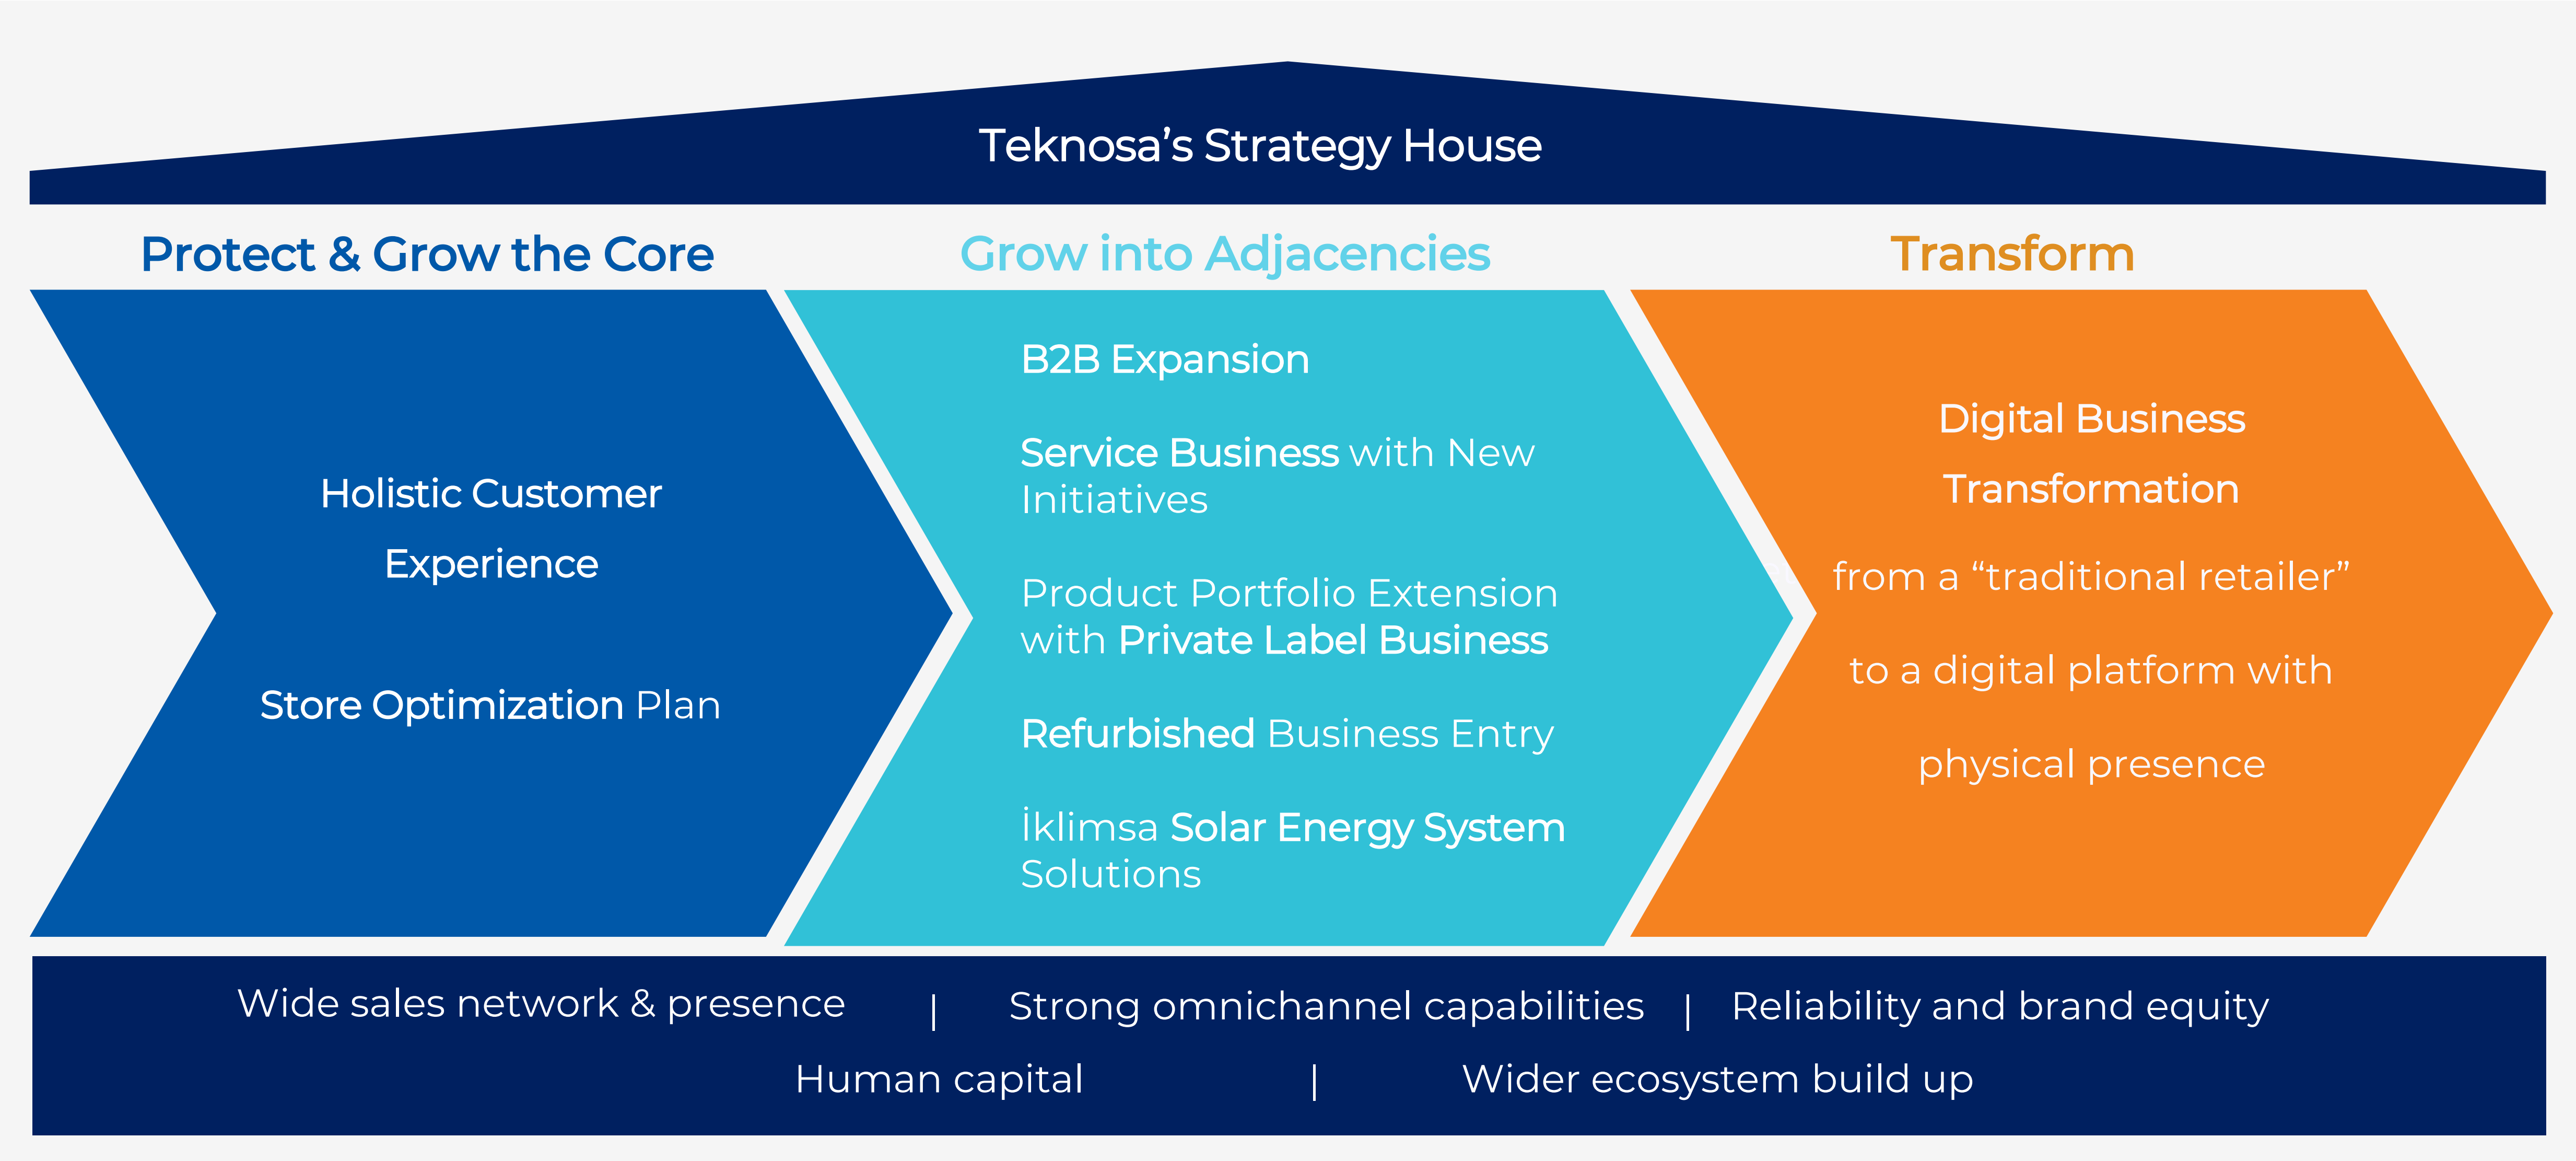 Teknosa’s Strategy House
Protect & Grow the Core
Holistic Customer
Experience
Store Optimization Plan
Grow into Adjacencies
B2B Expansion
Service Business with New
Initiatives
Product Portfolio Extension
with Private Label Business
Refurbished Business Entry
İklimsa Solar Energy System
Solutions
Transform
Digital Business
Transformation
from a “traditional retailer”
to a digital platform with
physical presence
Wide sales network & presence | Strong omnichannel capabilities | Reliability and brand equity
Human capital | Wider ecosystem build up